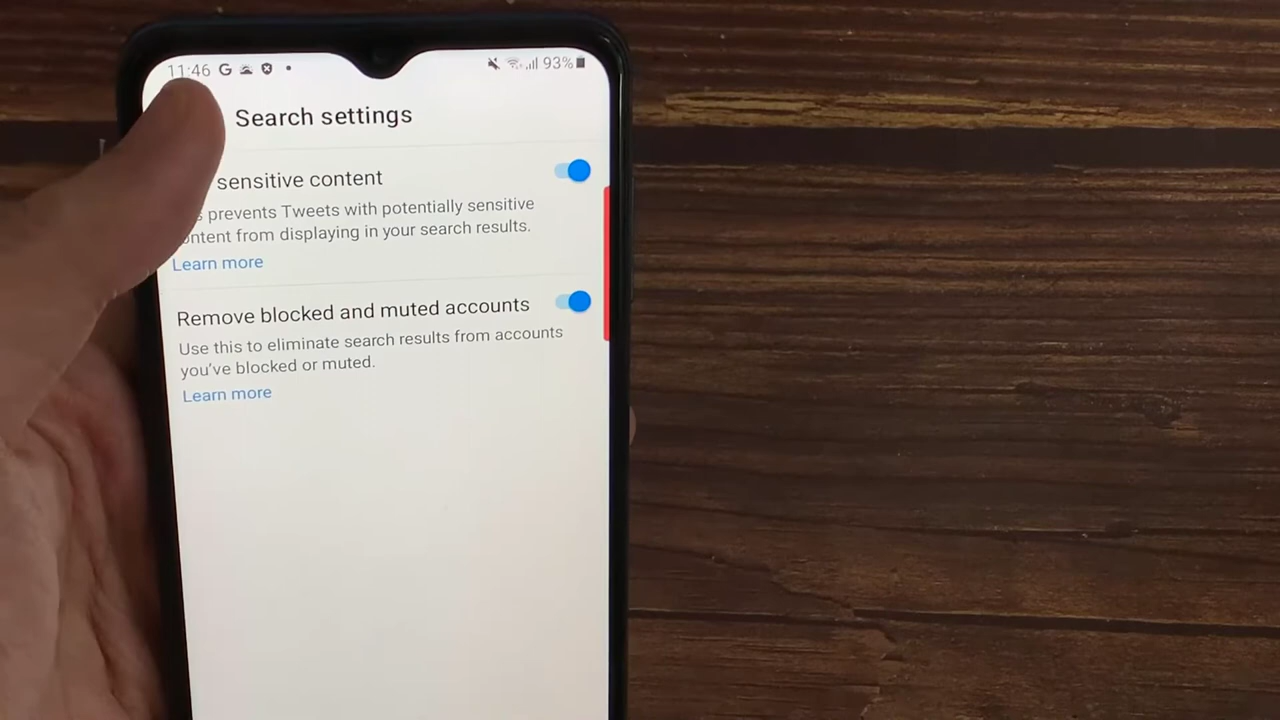 11:46 G 93%
Search settings
sensitive content
prevents Tweets with potentially sensitive
content from displaying in your search results.
Learn more
Remove blocked and muted accounts
Use this to eliminate search results from accounts
you've blocked or muted.
Learn more